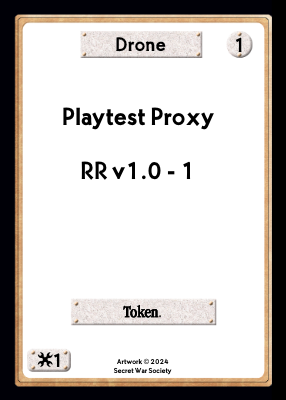 Drone
1
Playtest Proxy
RR v1.0 - 1
Token.
1
Artwork © 2024
Secret War Society